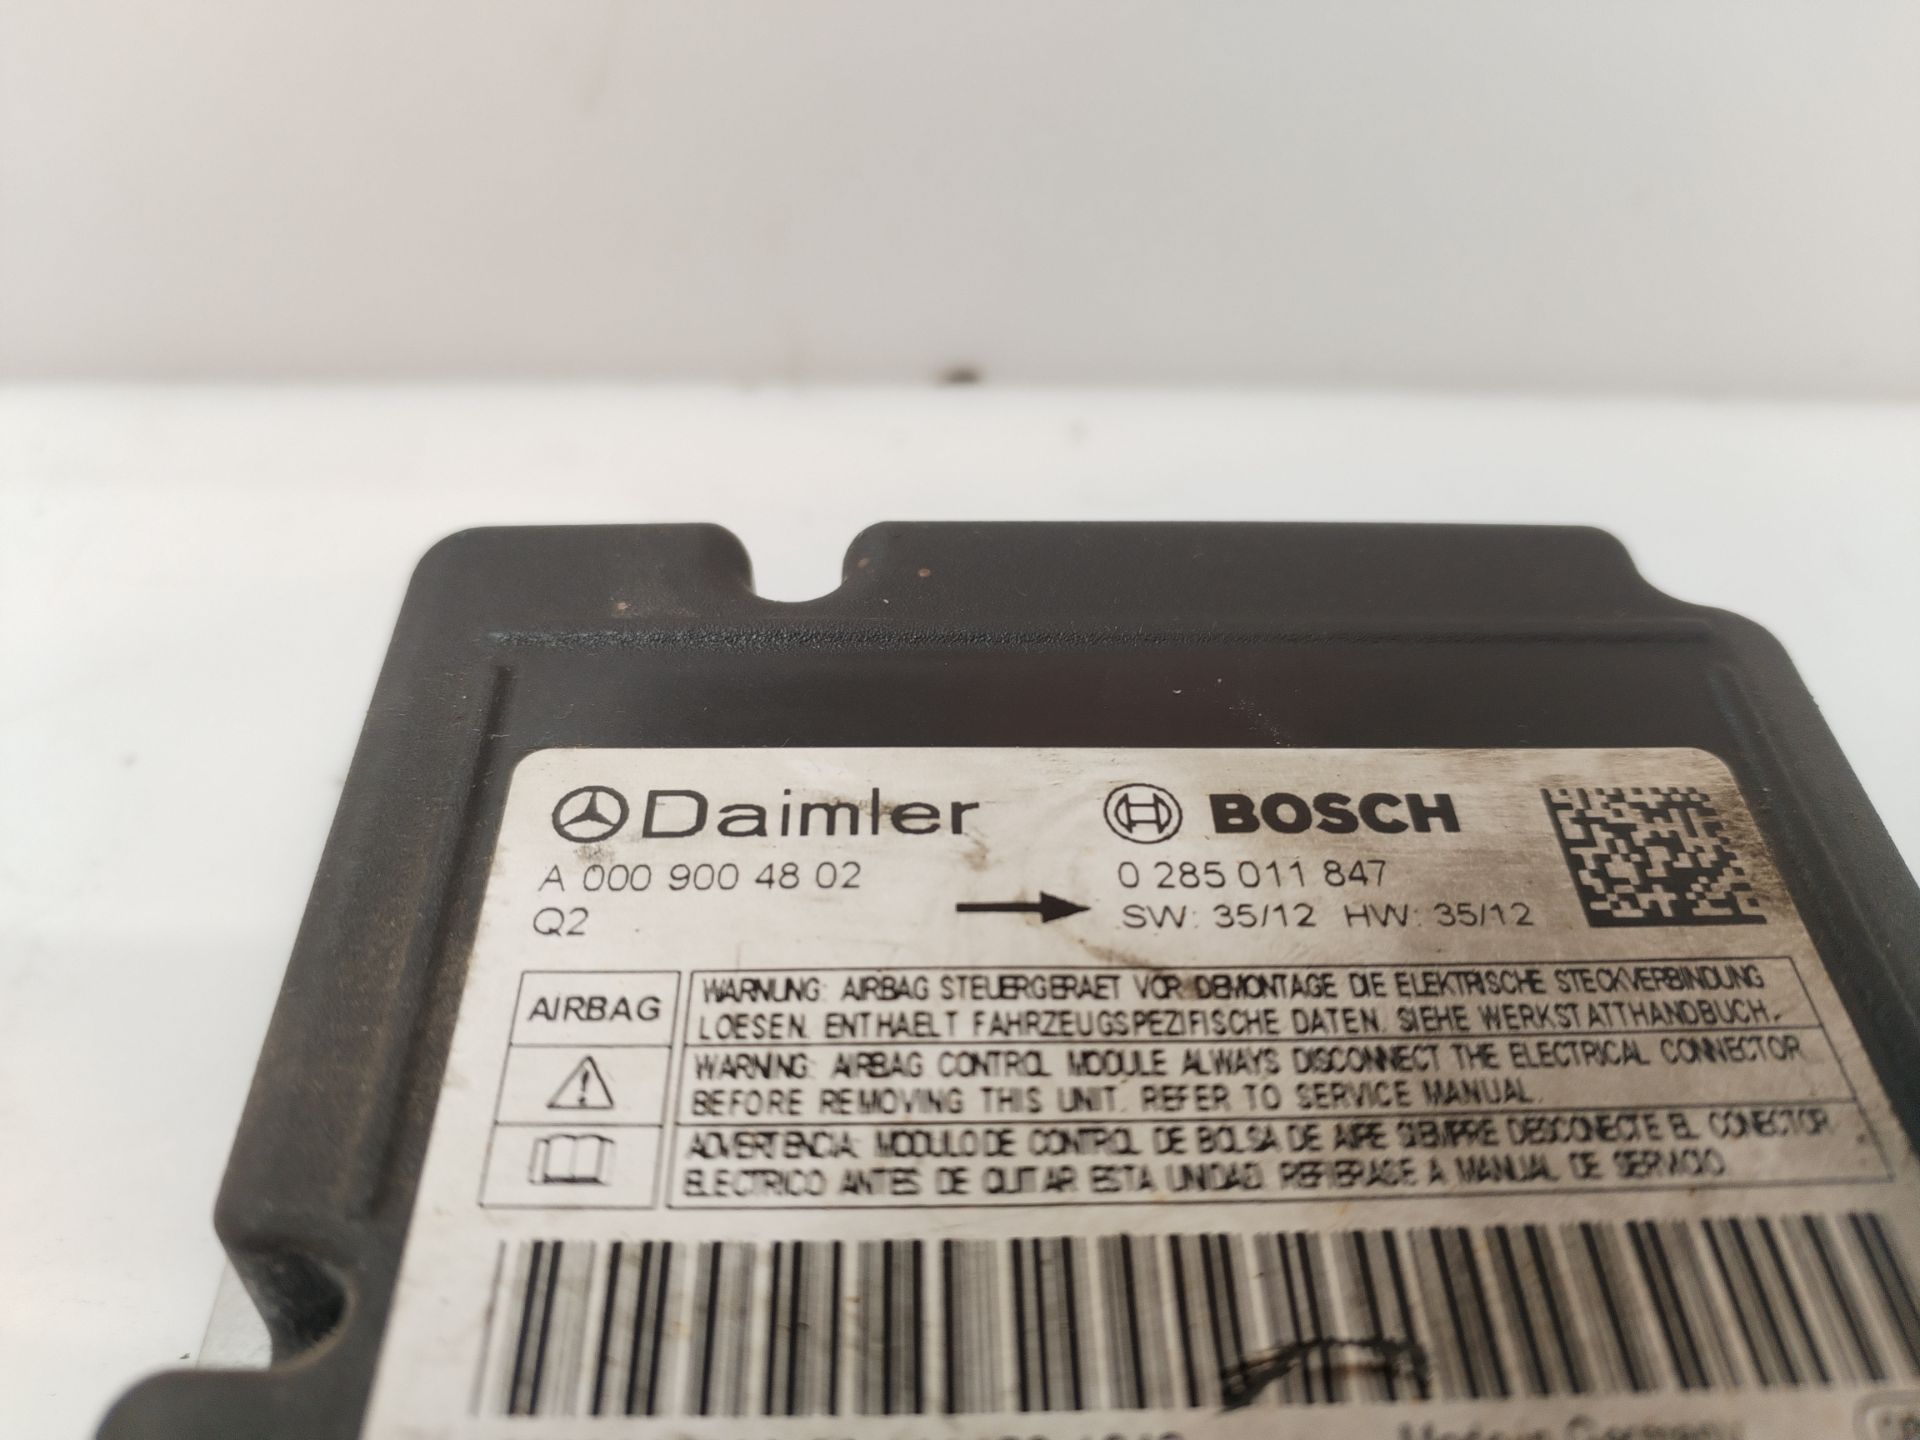 Daimler
BOSCH
A 000 900 48 02
0 285 011 847
Q2
SW: 35/12 HW: 35/12
AIRBAG
WARNUNG: AIRBAG STEUERGERAET VOR DEMONTAGE DIE ELEKTRISCHE STECKVERBINDUNG
LOESEN. ENTHAELT FAHRZEUGSPEZIFISCHE DATEN. SIEHE WERKSTATTHANDBUCH.
WARNING: AIRBAG CONTROL MODULE ALWAYS DISCONNECT THE ELECTRICAL CONNECTOR
BEFORE REMOVING THIS UNIT. REFER TO SERVICE MANUAL.
ADVERTENCIA: MODULO DE CONTROL DE BOLSA DE AIRE SIEMPRE DESCONECTE EL CONECTOR
ELECTRICO ANTES DE QUITAR ESTA UNIDAD. REFIERASE A MANUAL DE SERVICIO.
Made in Germany